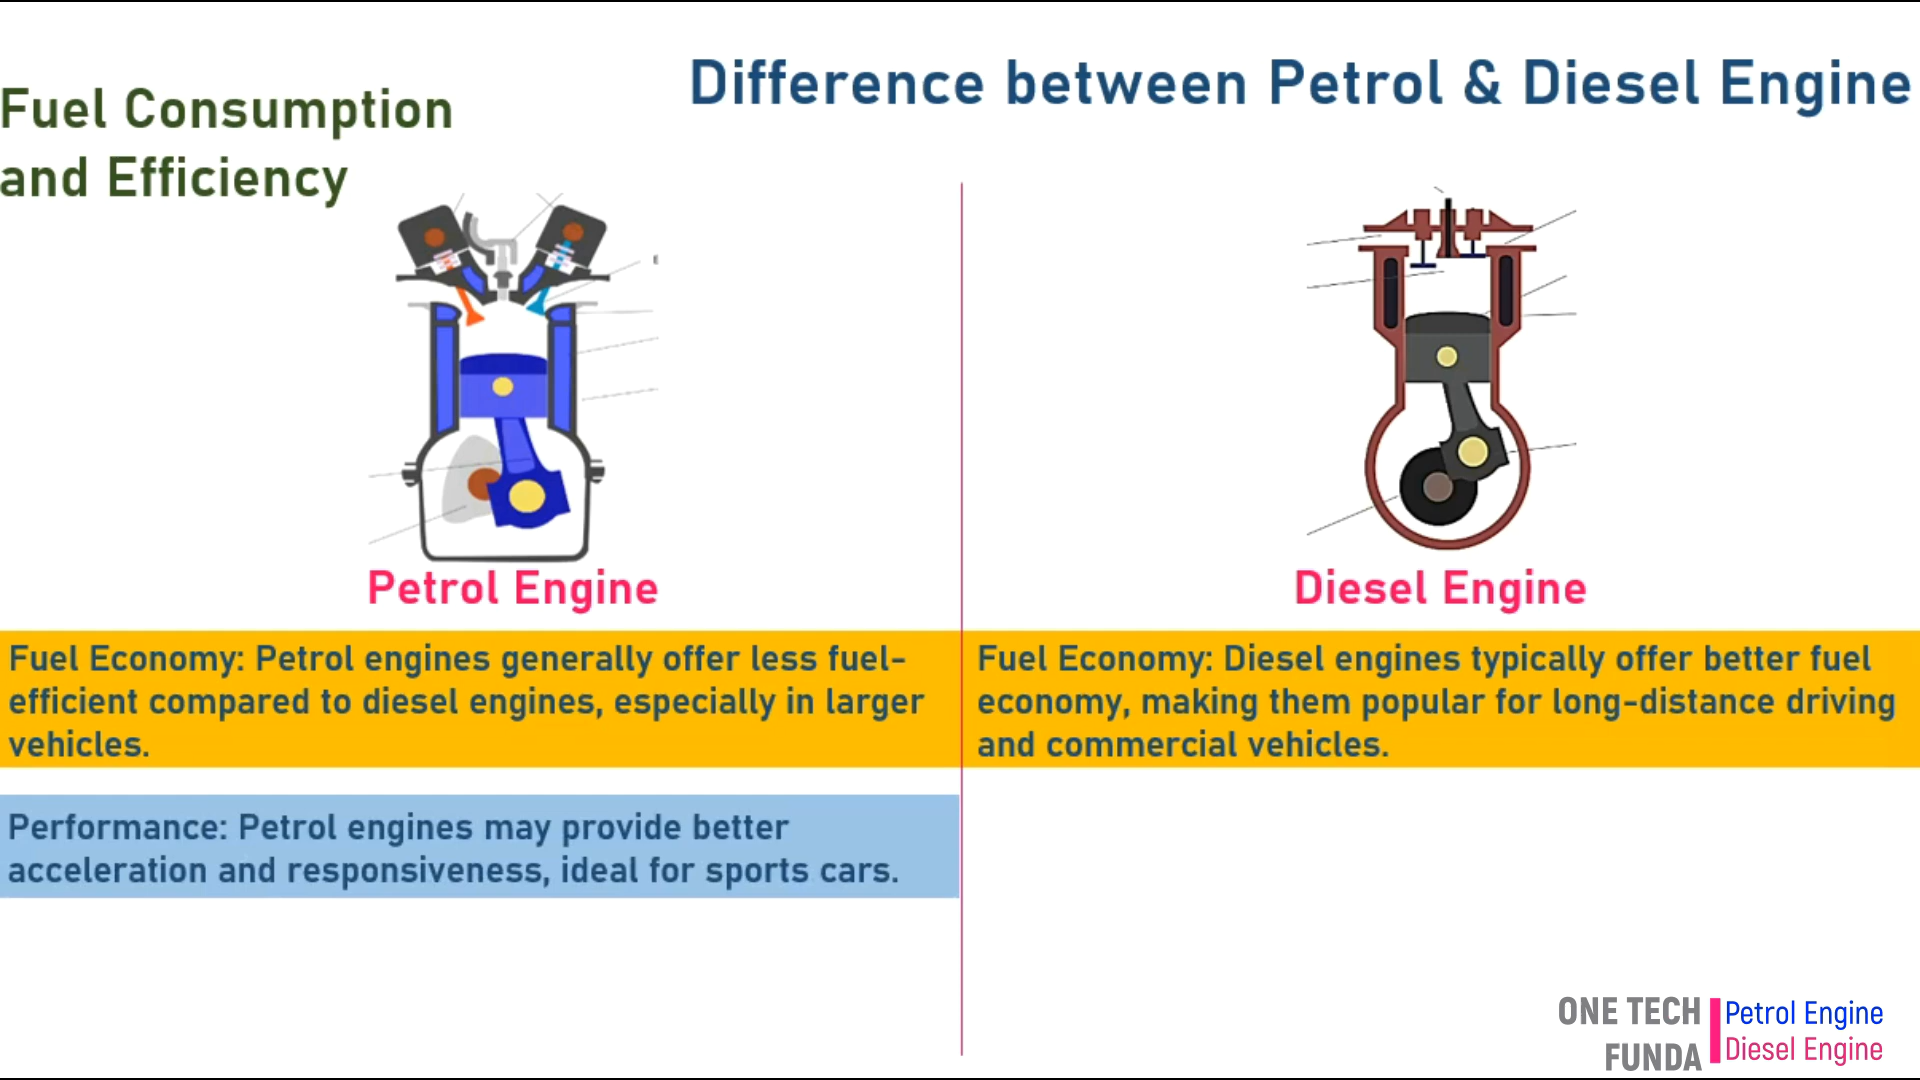 Difference between Petrol & Diesel Engine
Fuel Consumption
and Efficiency
Petrol Engine
Diesel Engine
Fuel Economy: Petrol engines generally offer less fuel-
efficient compared to diesel engines, especially in larger
vehicles.
Fuel Economy: Diesel engines typically offer better fuel
economy, making them popular for long-distance driving
and commercial vehicles.
Performance: Petrol engines may provide better
acceleration and responsiveness, ideal for sports cars.
ONE TECH
FUNDA
Petrol Engine
Diesel Engine